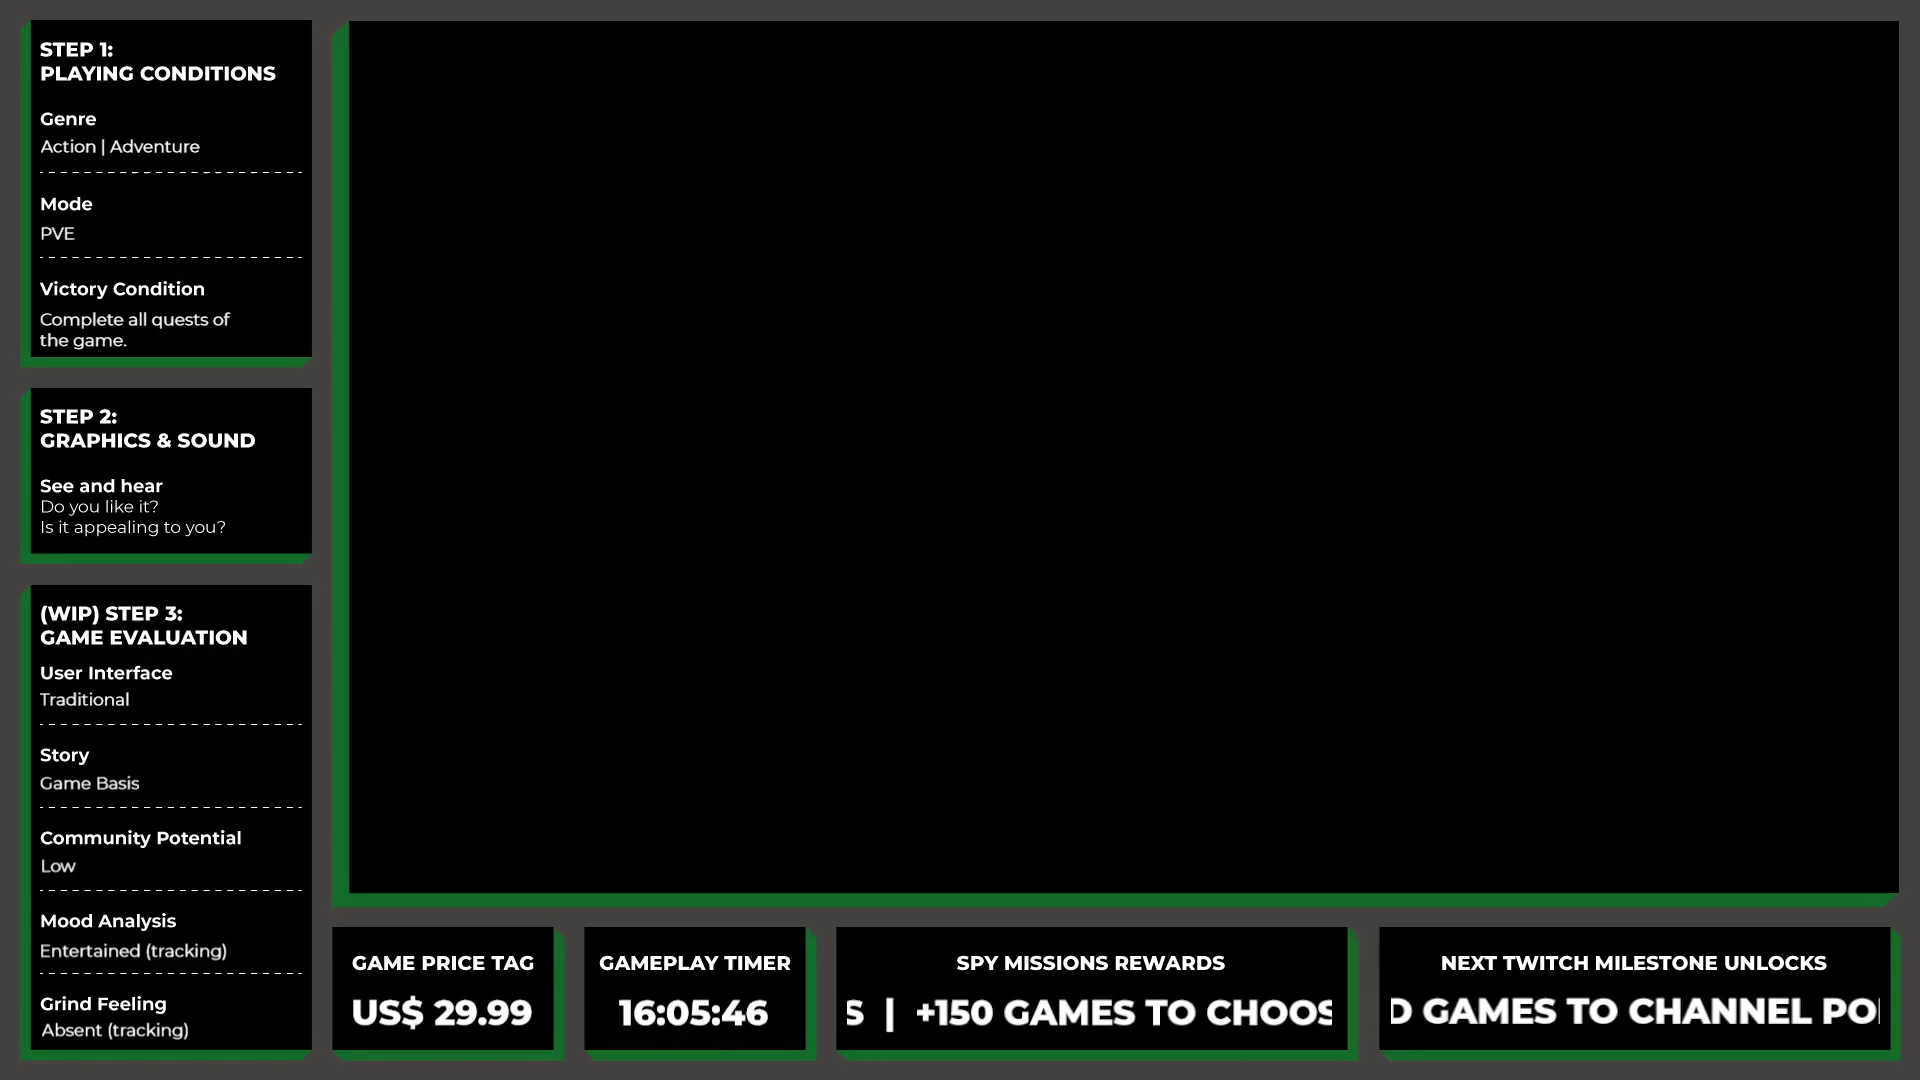 STEP 1:
PLAYING CONDITIONS
Genre
Action | Adventure
Mode
PVE
Victory Condition
Complete all quests of
the game.
STEP 2:
GRAPHICS & SOUND
See and hear
Do you like it?
Is it appealing to you?
(WIP) STEP 3:
GAME EVALUATION
User Interface
Traditional
Story
Game Basis
Community Potential
Low
Mood Analysis
Entertained (tracking)
Grind Feeling
Absent (tracking)
GAME PRICE TAG
US$ 29.99
GAMEPLAY TIMER
16:05:46
SPY MISSIONS REWARDS
S | +150 GAMES TO CHOOS
NEXT TWITCH MILESTONE UNLOCKS
D GAMES TO CHANNEL PO